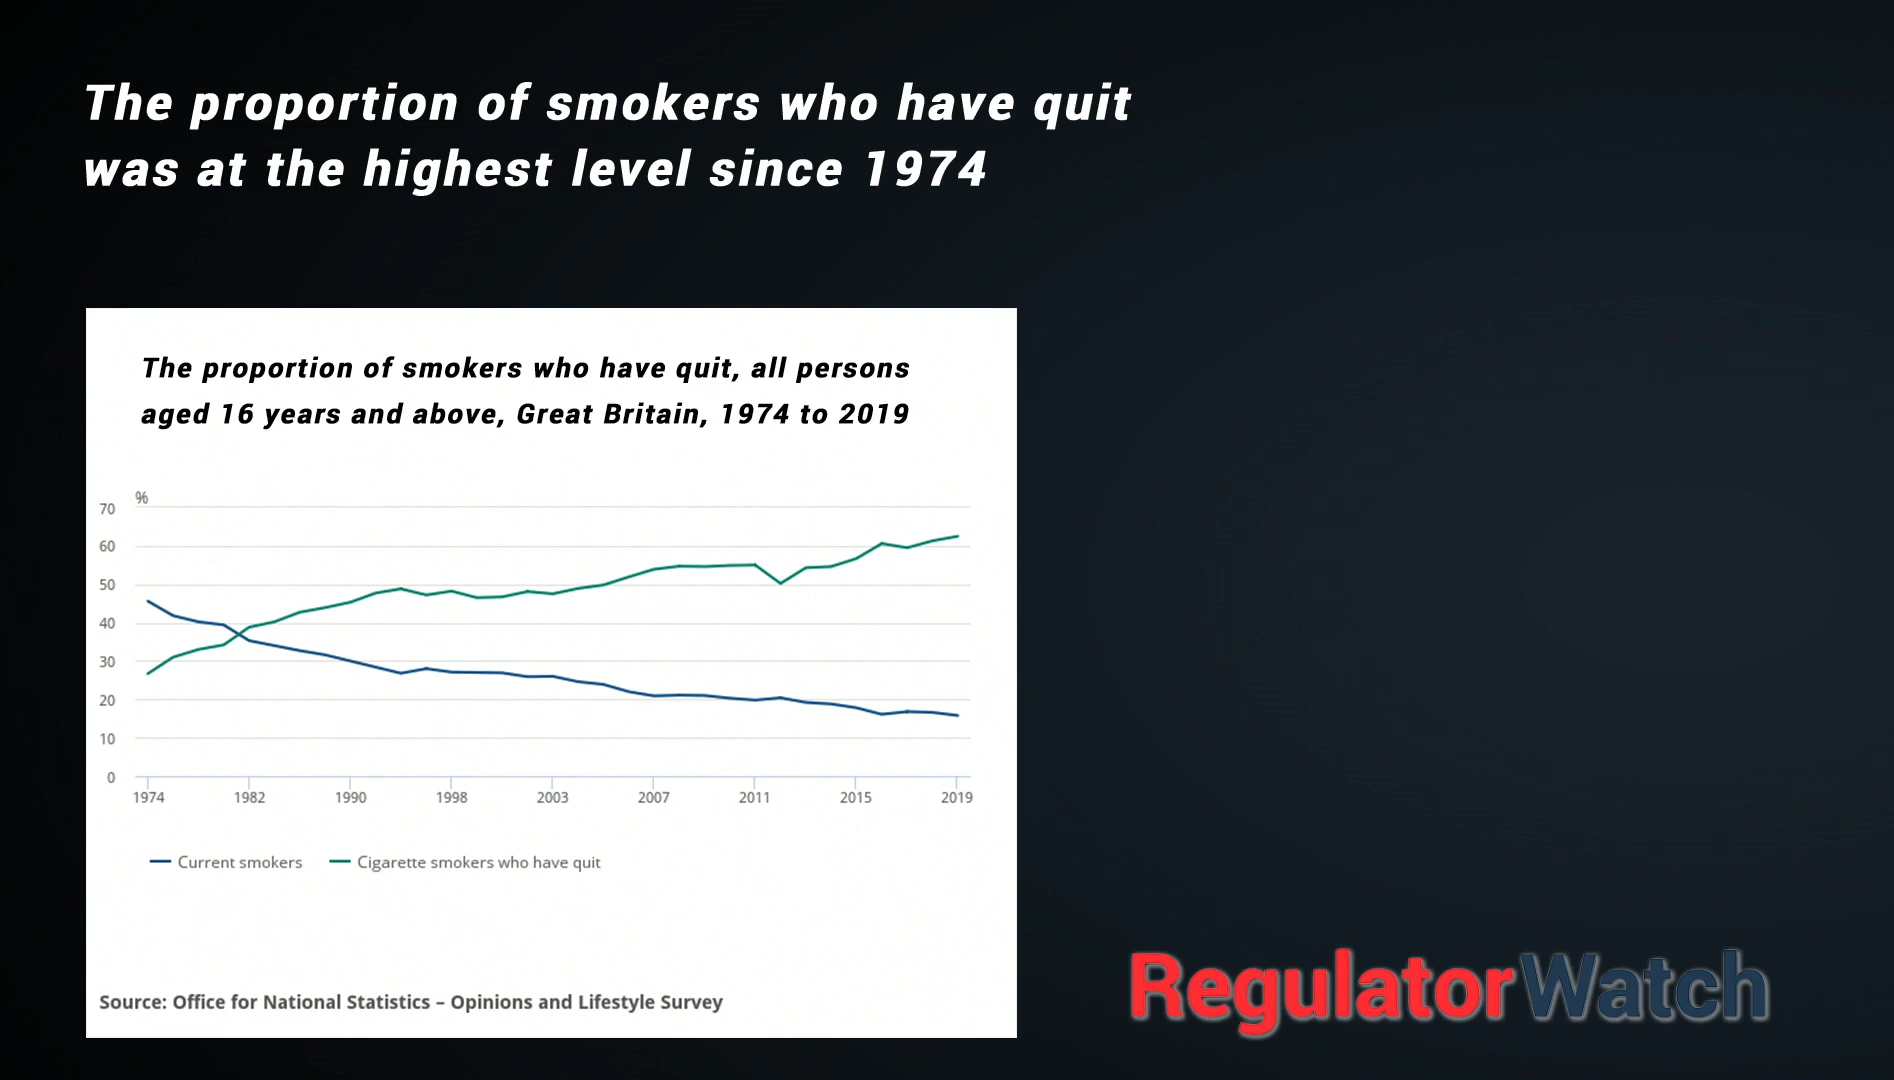 The proportion of smokers who have quit
was at the highest level since 1974
The proportion of smokers who have quit, all persons
aged 16 years and above, Great Britain, 1974 to 2019
%
70
60
50
40
30
20
10
0
1974 1982 1990 1998 2003 2007 2011 2015 2019
Current smokers Cigarette smokers who have quit
Source: Office for National Statistics – Opinions and Lifestyle Survey
RegulatorWatch